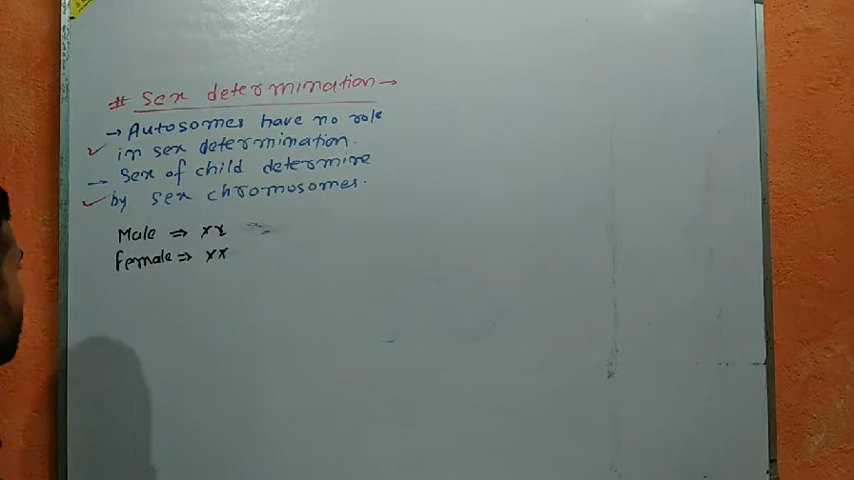 # Sex determination →
→ Autosomes have no role
in sex determination.
→ Sex of child determine
by sex chromosomes.
Male ⇒ XY
Female ⇒ XX